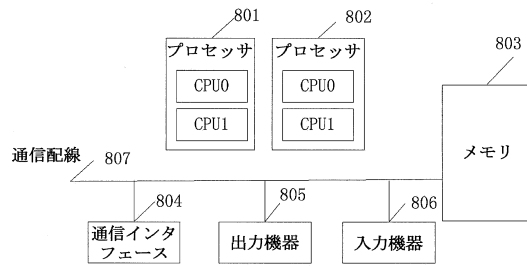 801
802
803
プロセッサ
プロセッサ
CPU0
CPU0
CPU1
CPU1
メモリ
通信配線
807
804
805
806
通信インタ
フェース
出力機器
入力機器